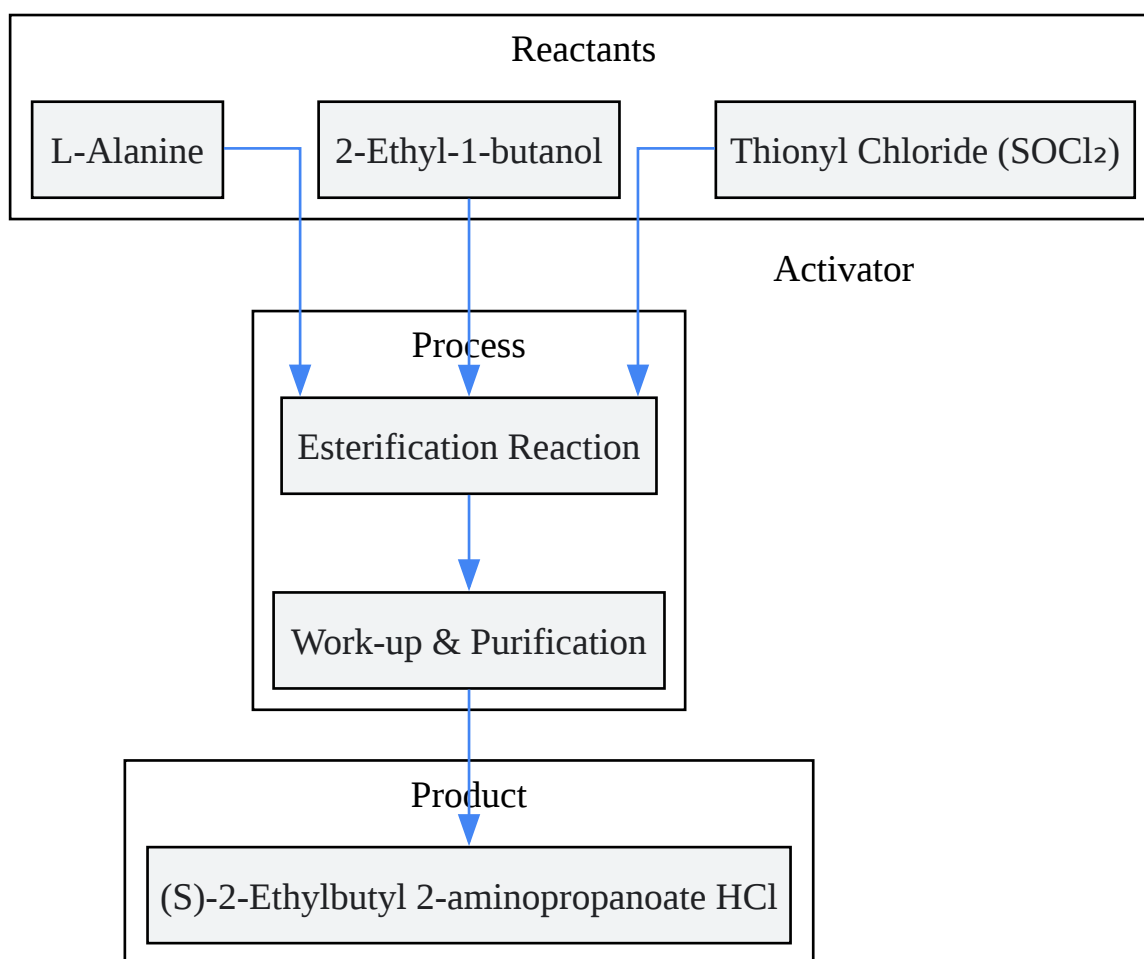 Reactants
L-Alanine
2-Ethyl-1-butanol
Thionyl Chloride (SOCl₂)
Activator
Process
Esterification Reaction
Work-up & Purification
Product
(S)-2-Ethylbutyl 2-aminopropanoate HCl